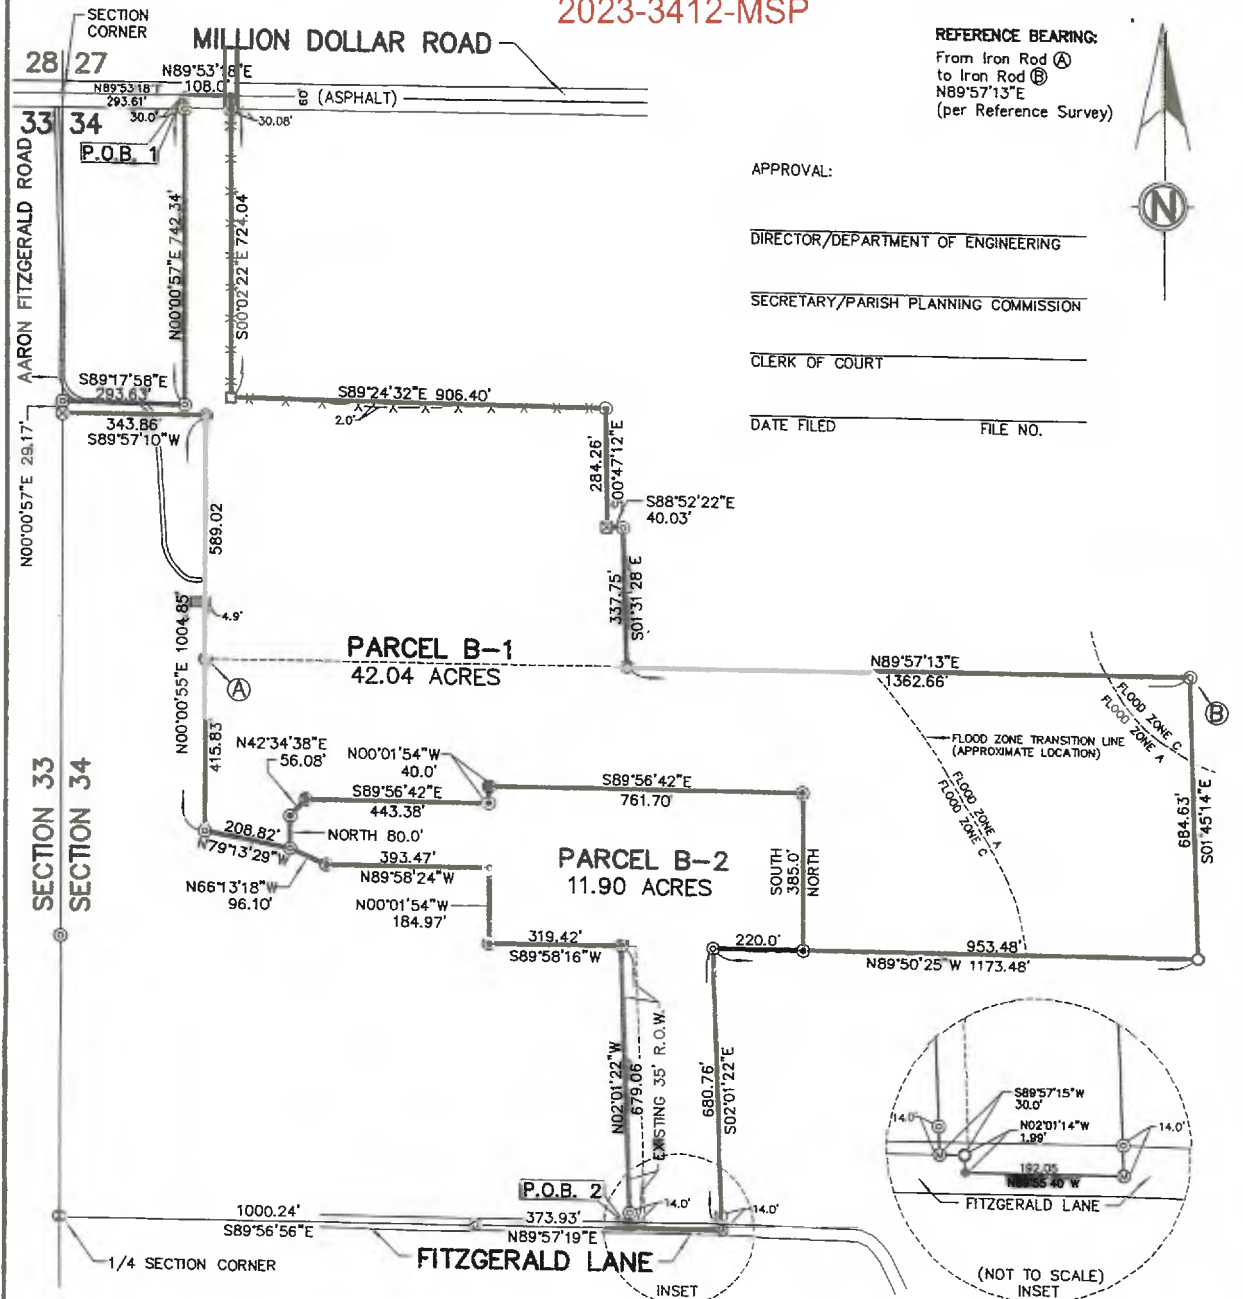 2023-3412-MSP
SECTION
CORNER
MILLION DOLLAR ROAD
28 27
33 34
N89°53'18"E
108.0'
N89°53'18"
293.61'
30.0'
30.08'
60'
(ASPHALT)
P.O.B. 1
AARON FITZGERALD ROAD
N00°00'57"E 742.34'
S00°02'22"E 724.04'
REFERENCE BEARING:
From Iron Rod Ⓐ
to Iron Rod Ⓑ
N89°57'13"E
(per Reference Survey)
N
APPROVAL:
DIRECTOR/DEPARTMENT OF ENGINEERING
SECRETARY/PARISH PLANNING COMMISSION
CLERK OF COURT
DATE FILED
FILE NO.
S89°17'58"E
293.63'
343.86'
S89°57'10"W
N00°00'57"E 29.17'
S89°24'32"E 906.40'
2.0'
284.26'
S00°47'12"E
S88°52'22"E
40.03'
589.02
4.9'
337.75'
S01°31'28"E
N00°00'55"E 1004.85'
415.83
PARCEL B-1
42.04 ACRES
A
N89°57'13"E
1362.66'
B
FLOOD ZONE C
FLOOD ZONE A
FLOOD ZONE TRANSITION LINE
(APPROXIMATE LOCATION)
FLOOD ZONE A
FLOOD ZONE C
684.63'
S01°45'14"E
N42°34'38"E
56.08'
N00°01'54"W
40.0'
S89°56'42"E
443.38'
S89°56'42"E
761.70'
208.82'
N79°13'29"W
NORTH 80.0'
393.47'
N89°58'24"W
N66°13'18"W
96.10'
N00°01'54"W
184.97'
PARCEL B-2
11.90 ACRES
SOUTH
385.0'
NORTH
SECTION 33
SECTION 34
319.42'
S89°58'16"W
220.0'
953.48'
N89°50'25"W 1173.48'
N02°01'22"W
679.06
EXISTING 35' R.O.W.
680.76'
S02°01'22"E
P.O.B. 2
14.0'
14.0'
1000.24'
S89°56'56"E
373.93'
N89°57'19"E
1/4 SECTION CORNER
FITZGERALD LANE
INSET
S89°57'15"W
30.0'
N02°01'14"W
1.99'
14.0'
14.0'
192.05
N89°55'40"W
FITZGERALD LANE
(NOT TO SCALE)
INSET